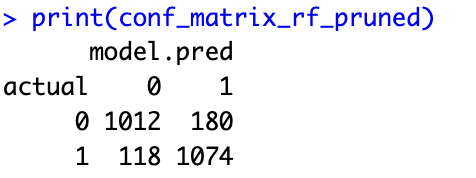 > print(conf_matrix_rf_pruned)
model.pred
actual 0 1
0 1012 180
1 118 1074